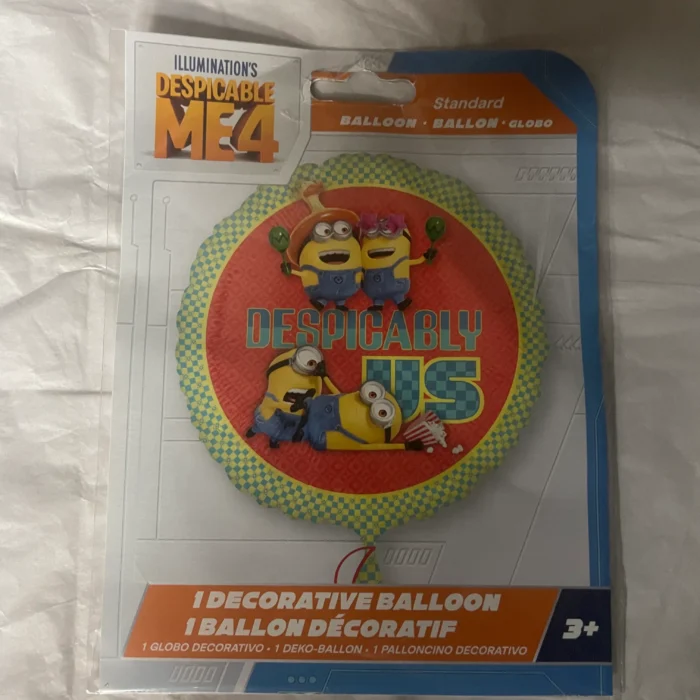 ILLUMINATION'S
DESPICABLE
ME4
Standard
BALLOON · BALLON · GLOBO
DESPICABLY
US
1 DECORATIVE BALLOON
1 BALLON DÉCORATIF
1 GLOBO DECORATIVO · 1 DEKO-BALLON · 1 PALLONCINO DECORATIVO
3+